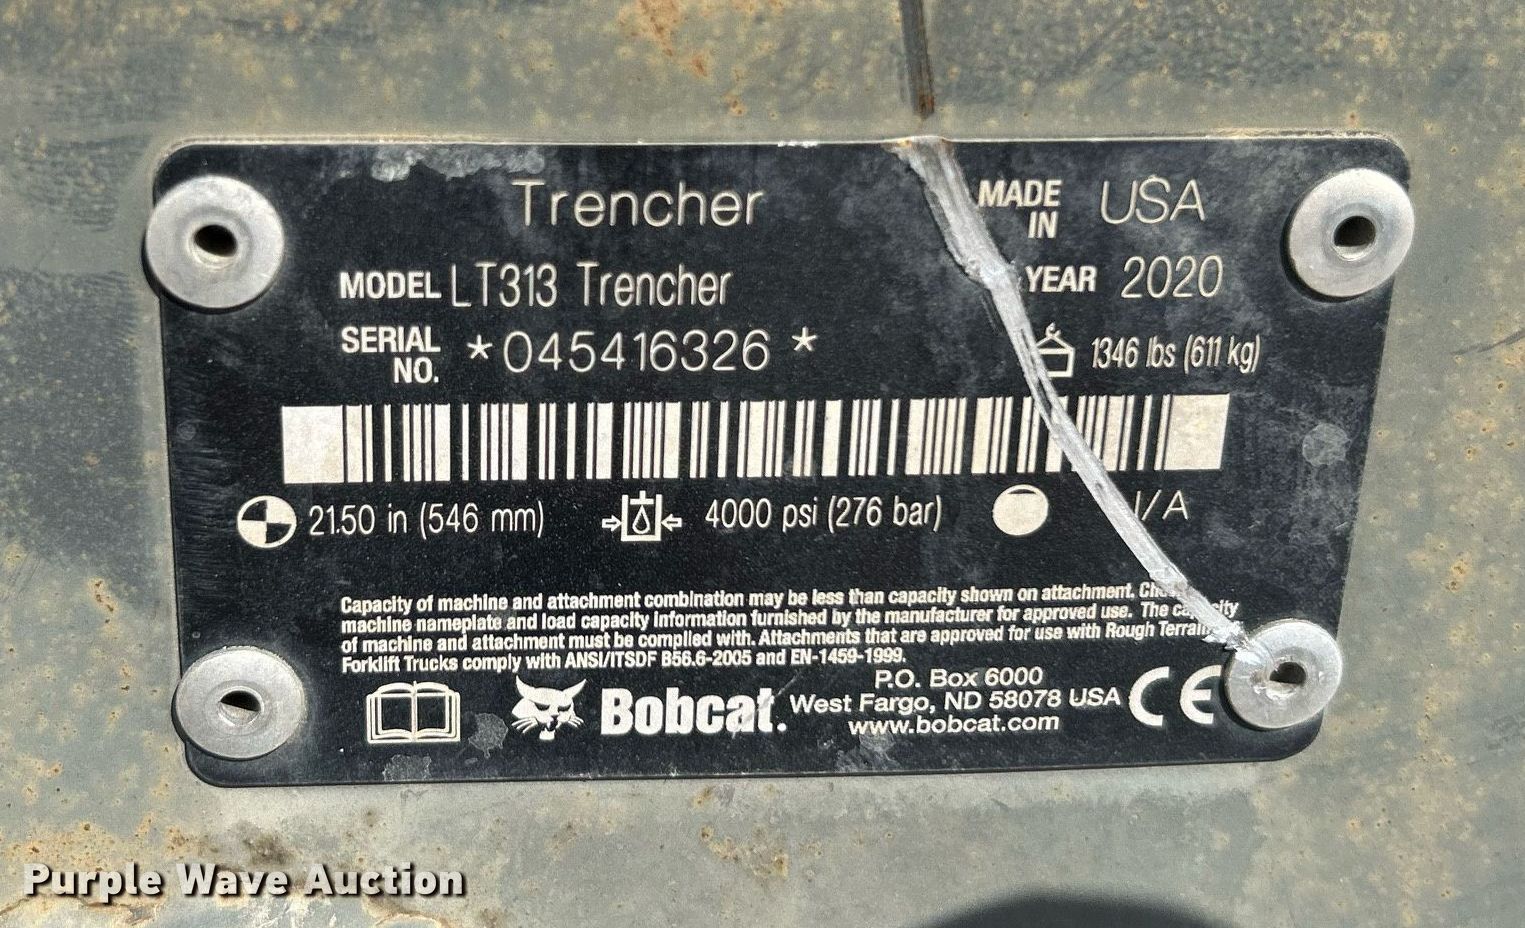 Trencher
MADE IN USA
MODEL LT313 Trencher
YEAR 2020
SERIAL NO. *045416326*
1346 lbs (611 kg)
21.50 in (546 mm)
4000 psi (276 bar)
/A
Capacity of machine and attachment combination may be less than capacity shown on attachment.
machine nameplate and load capacity information furnished by the manufacturer for approved use. The
of machine and attachment must be complied with. Attachments that are approved for use with Rough Terrain
Forklift Trucks comply with ANSI/ITSDF B56.6-2005 and EN-1459-1999.
Bobcat.
P.O. Box 6000
West Fargo, ND 58078 USA
www.bobcat.com
CE
Purple Wave Auction